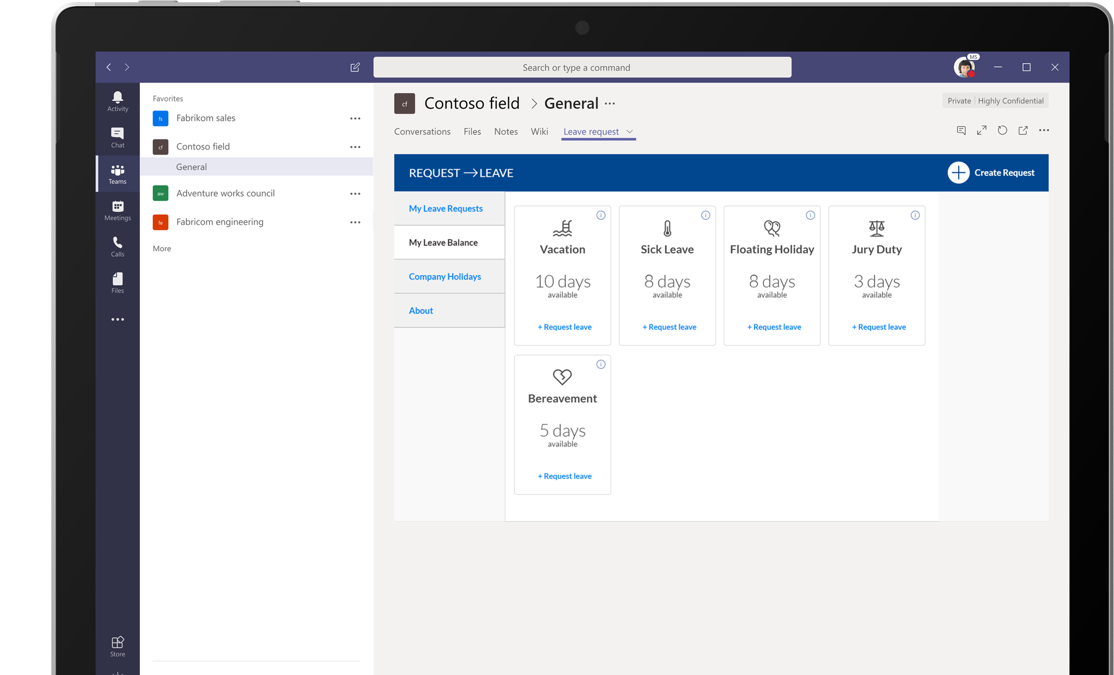 Search or type a command
MS
Activity
Chat
Teams
Meetings
Calls
Files
Store
Favorites
Fabrikom sales
cf Contoso field
General
Adventure works council
Fabricom engineering
More
cf Contoso field > General ...
Private | Highly Confidential
Conversations Files Notes Wiki Leave request
REQUEST → LEAVE
Create Request
My Leave Requests
My Leave Balance
Company Holidays
About
Vacation
10 days
available
+ Request leave
Sick Leave
8 days
available
+ Request leave
Floating Holiday
8 days
available
+ Request leave
Jury Duty
3 days
available
+ Request leave
Bereavement
5 days
available
+ Request leave